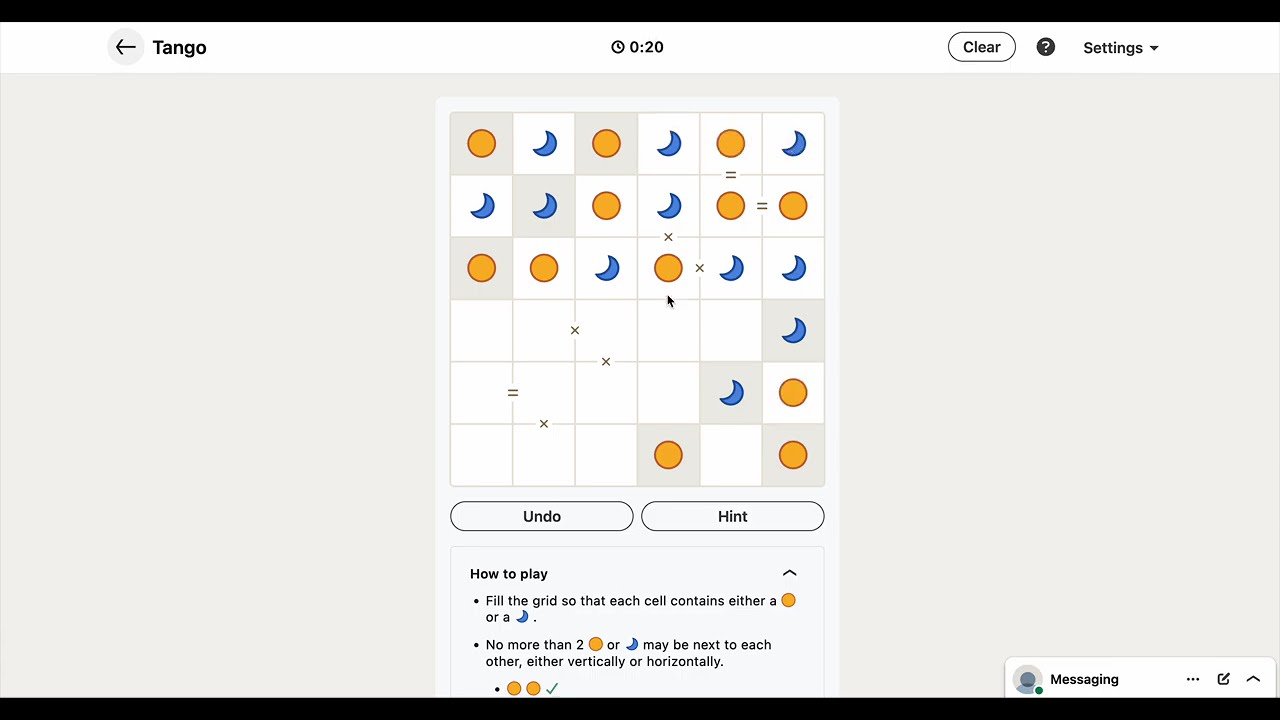 Tango
0:20
Clear
?
Settings
=
=
×
×
×
×
=
×
Undo
Hint
How to play
• Fill the grid so that each cell contains either a
or a .
• No more than 2 or may be next to each
other, either vertically or horizontally.
Messaging